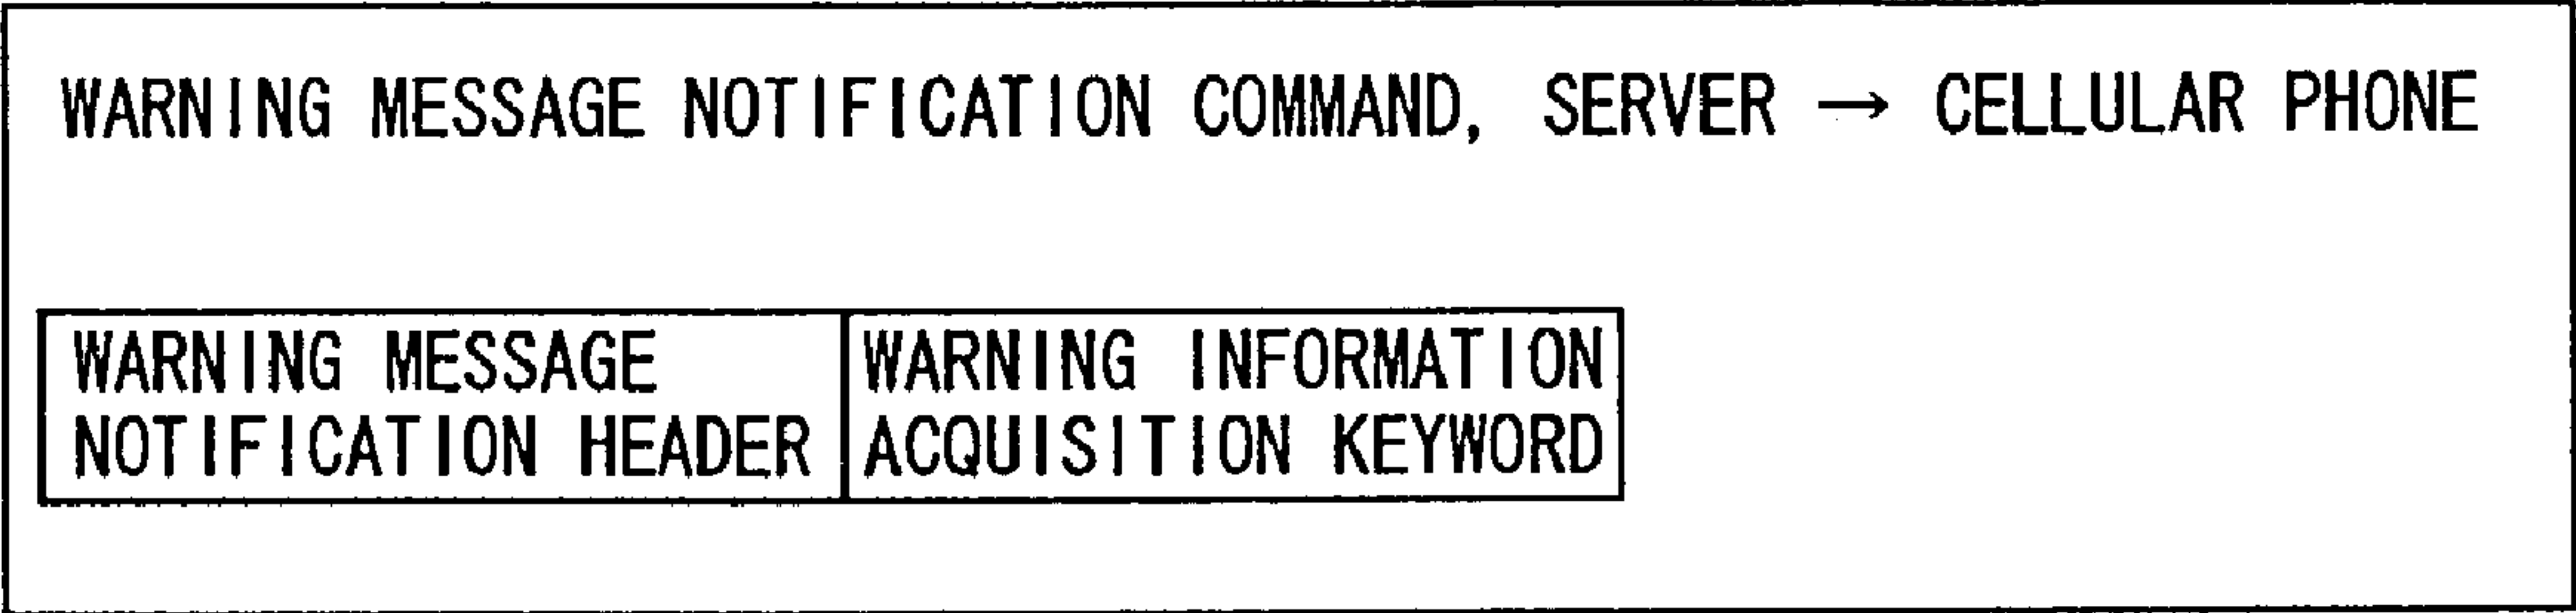 WARNING MESSAGE NOTIFICATION COMMAND, SERVER → CELLULAR PHONE
WARNING MESSAGE
NOTIFICATION HEADER
WARNING INFORMATION
ACQUISITION KEYWORD